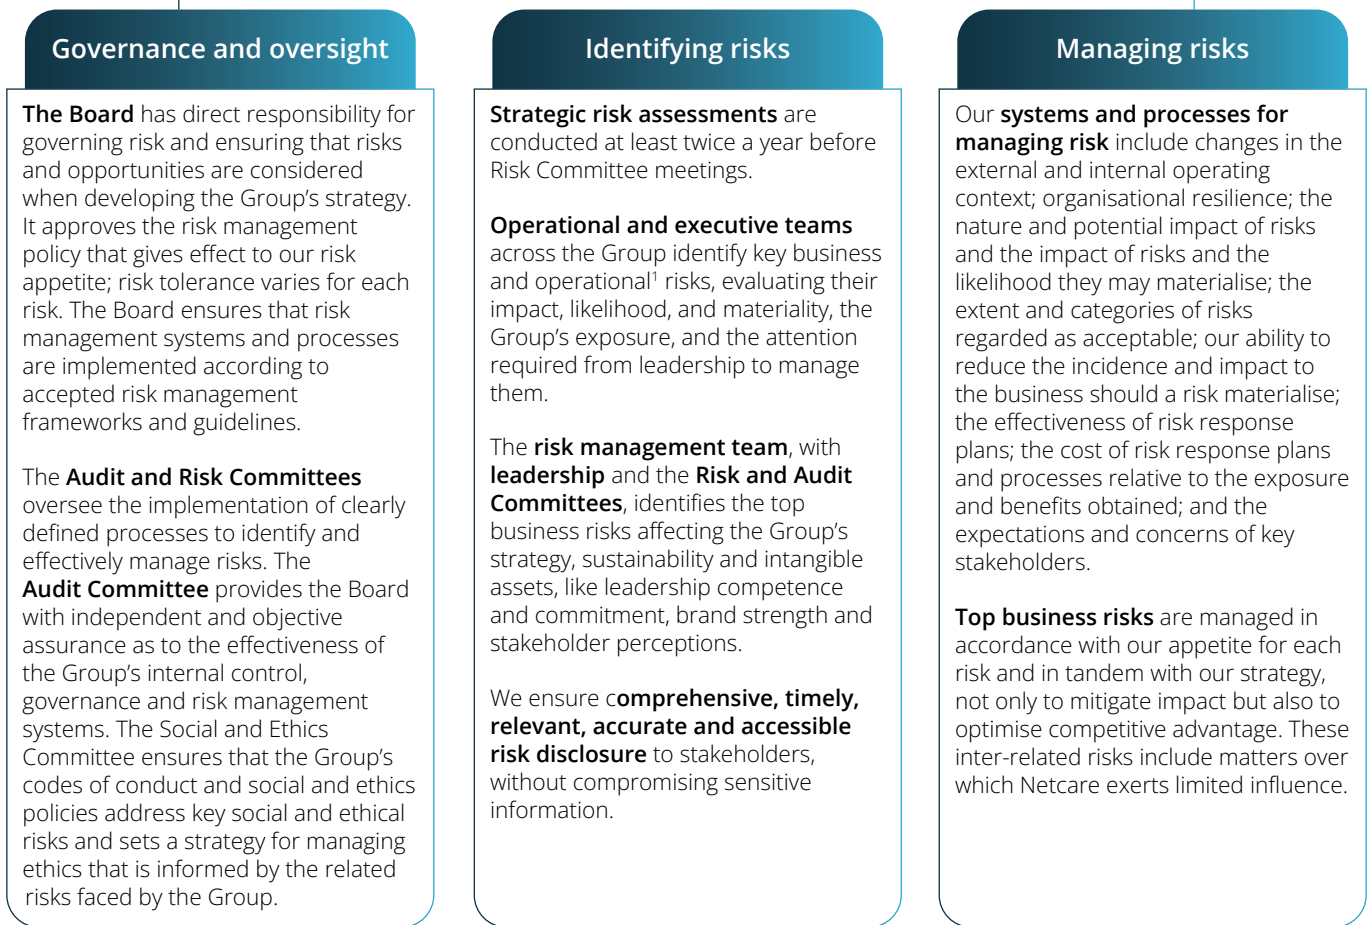 Governance and oversight
The Board has direct responsibility for
governing risk and ensuring that risks
and opportunities are considered
when developing the Group’s strategy.
It approves the risk management
policy that gives effect to our risk
appetite; risk tolerance varies for each
risk. The Board ensures that risk
management systems and processes
are implemented according to
accepted risk management
frameworks and guidelines.
The Audit and Risk Committees
oversee the implementation of clearly
defined processes to identify and
effectively manage risks. The
Audit Committee provides the Board
with independent and objective
assurance as to the effectiveness of
the Group’s internal control,
governance and risk management
systems. The Social and Ethics
Committee ensures that the Group’s
codes of conduct and social and ethics
policies address key social and ethical
risks and sets a strategy for managing
ethics that is informed by the related
risks faced by the Group.
Identifying risks
Strategic risk assessments are
conducted at least twice a year before
Risk Committee meetings.
Operational and executive teams
across the Group identify key business
and operational¹ risks, evaluating their
impact, likelihood, and materiality, the
Group’s exposure, and the attention
required from leadership to manage
them.
The risk management team, with
leadership and the Risk and Audit
Committees, identifies the top
business risks affecting the Group’s
strategy, sustainability and intangible
assets, like leadership competence
and commitment, brand strength and
stakeholder perceptions.
We ensure comprehensive, timely,
relevant, accurate and accessible
risk disclosure to stakeholders,
without compromising sensitive
information.
Managing risks
Our systems and processes for
managing risk include changes in the
external and internal operating
context; organisational resilience; the
nature and potential impact of risks
and the impact of risks and the
likelihood they may materialise; the
extent and categories of risks
regarded as acceptable; our ability to
reduce the incidence and impact to
the business should a risk materialise;
the effectiveness of risk response
plans; the cost of risk response plans
and processes relative to the exposure
and benefits obtained; and the
expectations and concerns of key
stakeholders.
Top business risks are managed in
accordance with our appetite for each
risk and in tandem with our strategy,
not only to mitigate impact but also to
optimise competitive advantage. These
inter-related risks include matters over
which Netcare exerts limited influence.